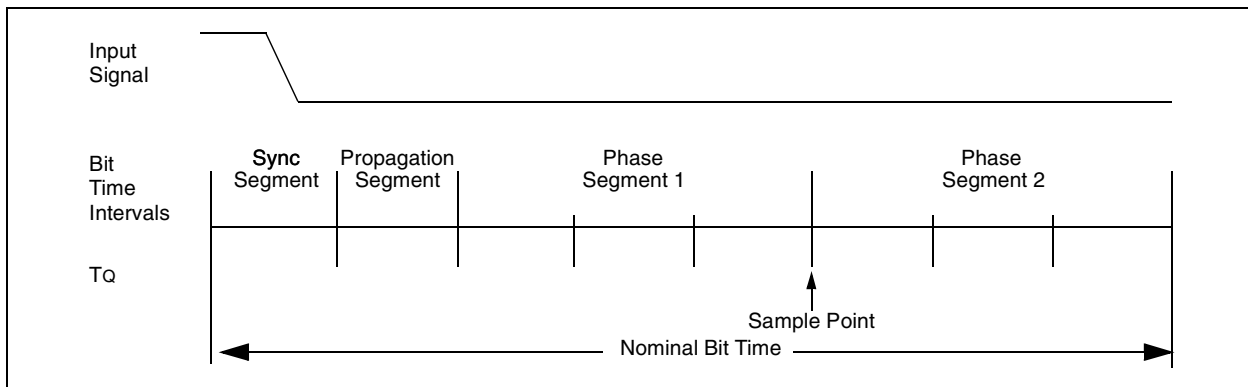 Input
Signal
Bit
Time
Intervals
Sync
Segment
Propagation
Segment
Phase
Segment 1
Phase
Segment 2
TQ
Sample Point
Nominal Bit Time